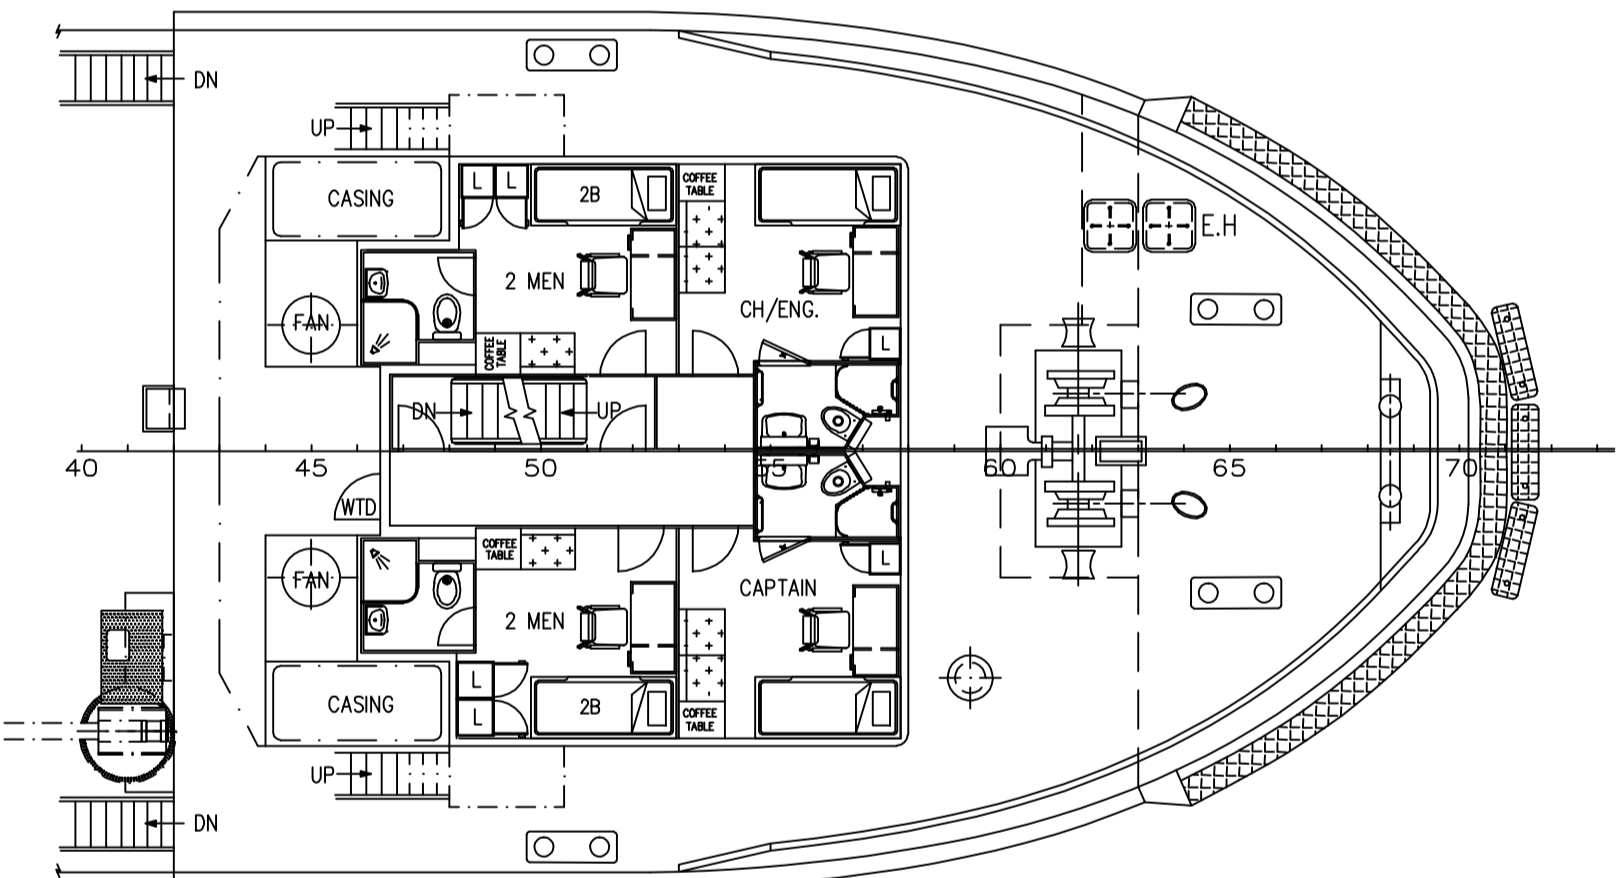 DN
UP
CASING
L
L
2B
COFFEE
TABLE
E.H
2 MEN
CH/ENG.
FAN
COFFEE
TABLE
L
DN
UP
40
45
50
55
60
65
70
WTD
COFFEE
TABLE
L
FAN
CAPTAIN
2 MEN
L
CASING
2B
L
COFFEE
TABLE
UP
DN